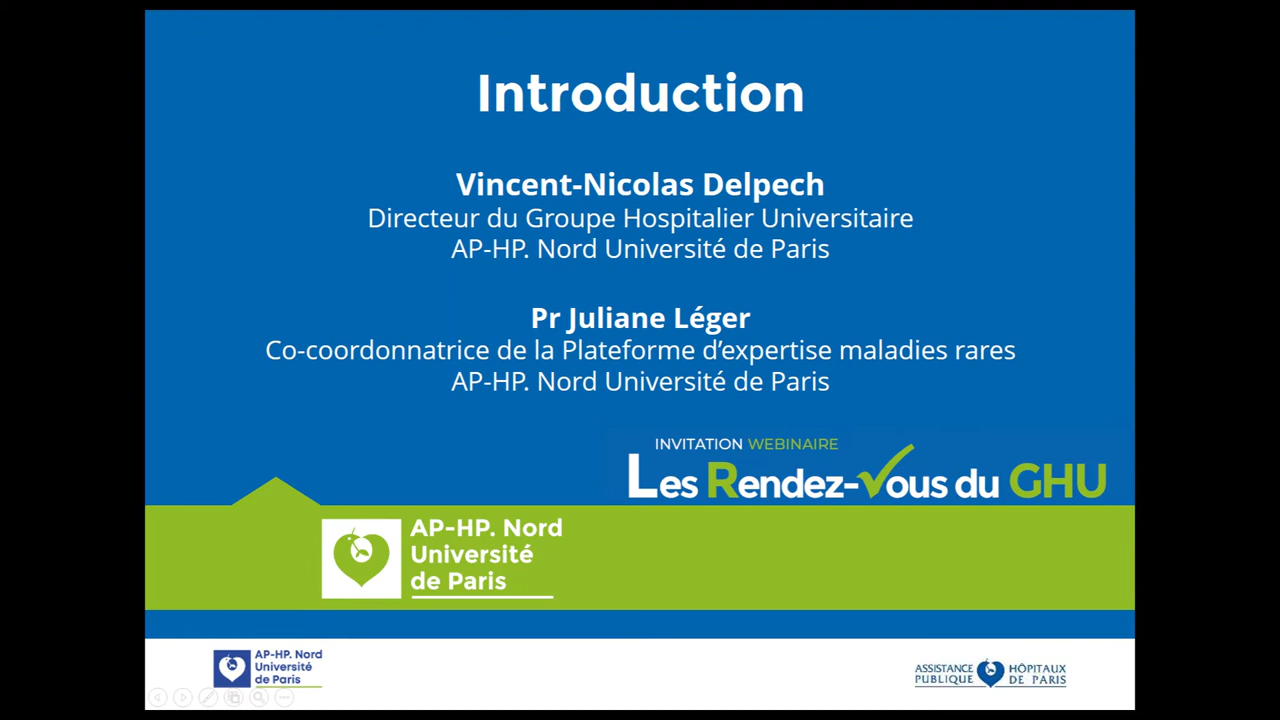 Introduction
Vincent-Nicolas Delpech
Directeur du Groupe Hospitalier Universitaire
AP-HP. Nord Université de Paris
Pr Juliane Léger
Co-coordonnatrice de la Plateforme d’expertise maladies rares
AP-HP. Nord Université de Paris
INVITATION WEBINAIRE
Les Rendez-Vous du GHU
AP-HP. Nord
Université
de Paris
AP-HP. Nord
Université
de Paris
ASSISTANCE HÔPITAUX
PUBLIQUE DE PARIS